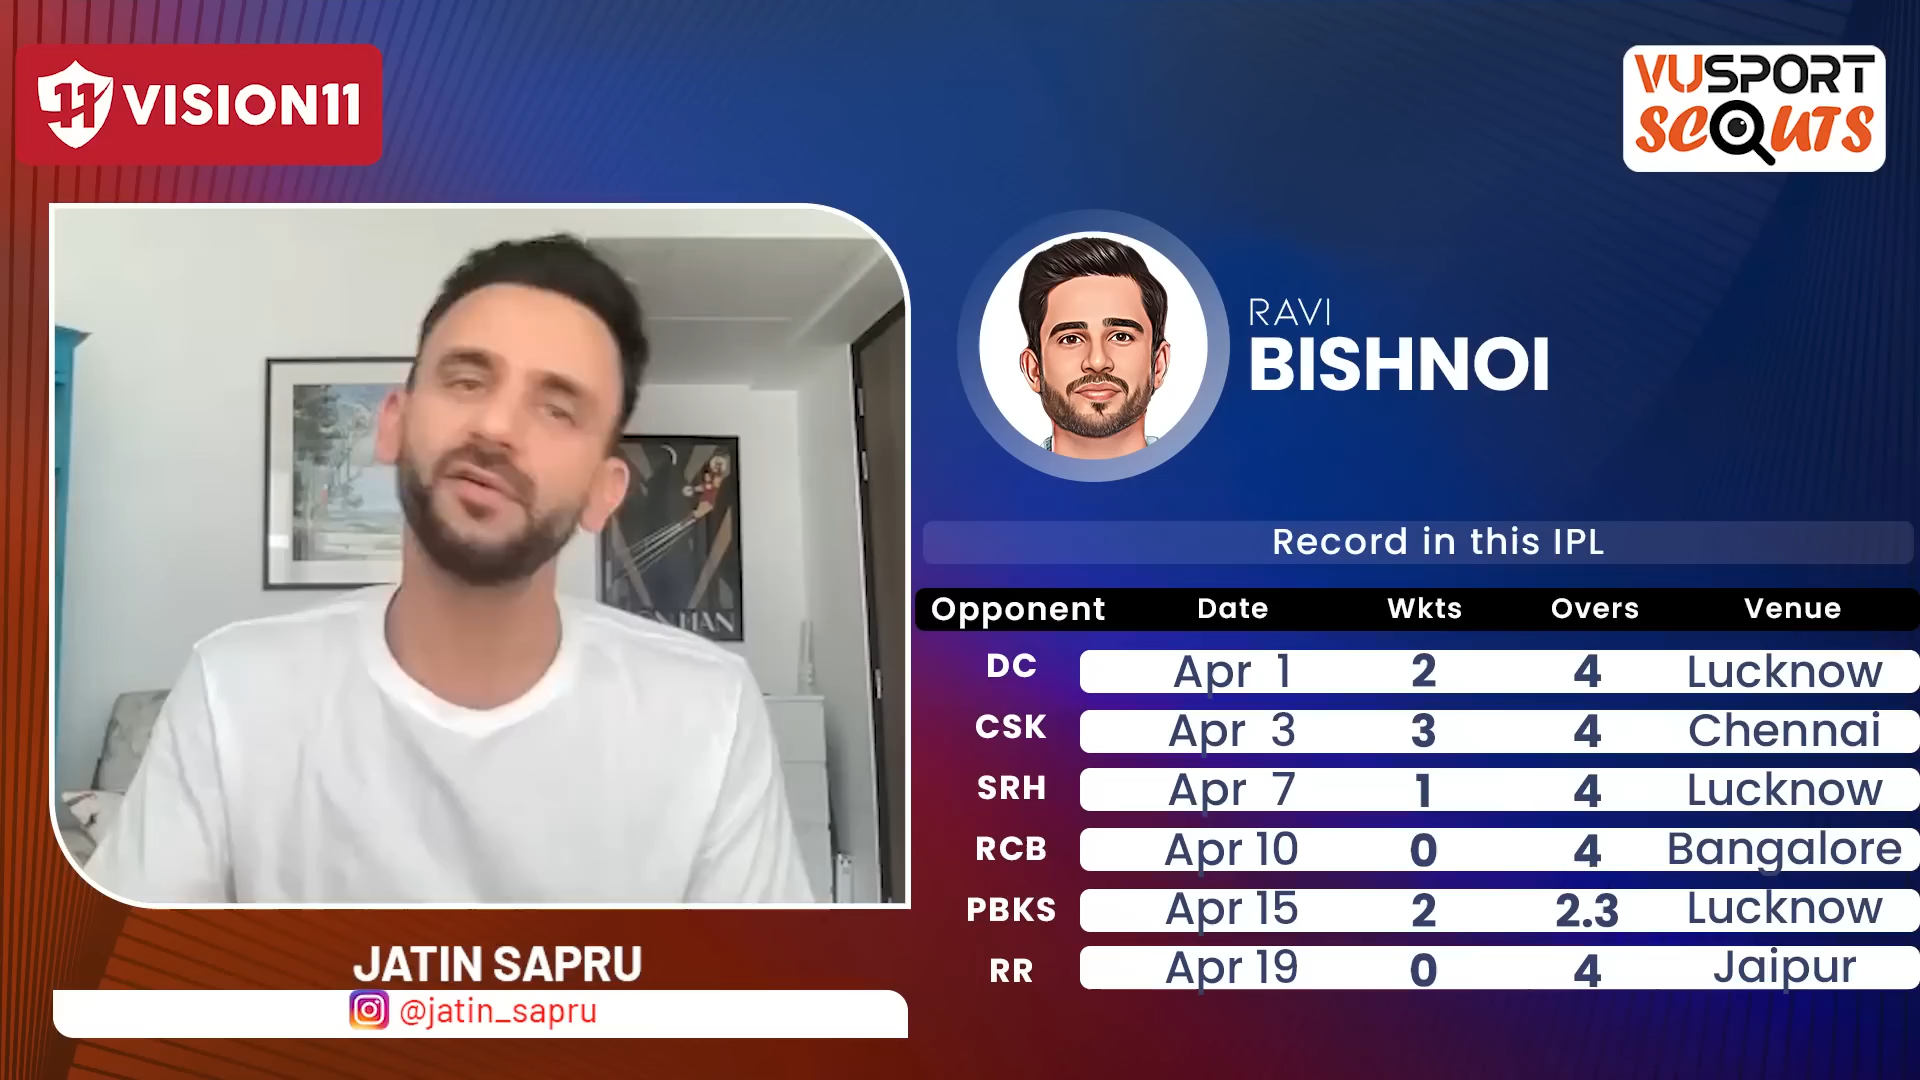 VISION11
VUSPORT
SCOUTS
RAVI
BISHNOI
Record in this IPL
Opponent Date Wkts Overs Venue
DC Apr 1 2 4 Lucknow
CSK Apr 3 3 4 Chennai
SRH Apr 7 1 4 Lucknow
RCB Apr 10 0 4 Bangalore
PBKS Apr 15 2 2.3 Lucknow
RR Apr 19 0 4 Jaipur
JATIN SAPRU
@jatin_sapru